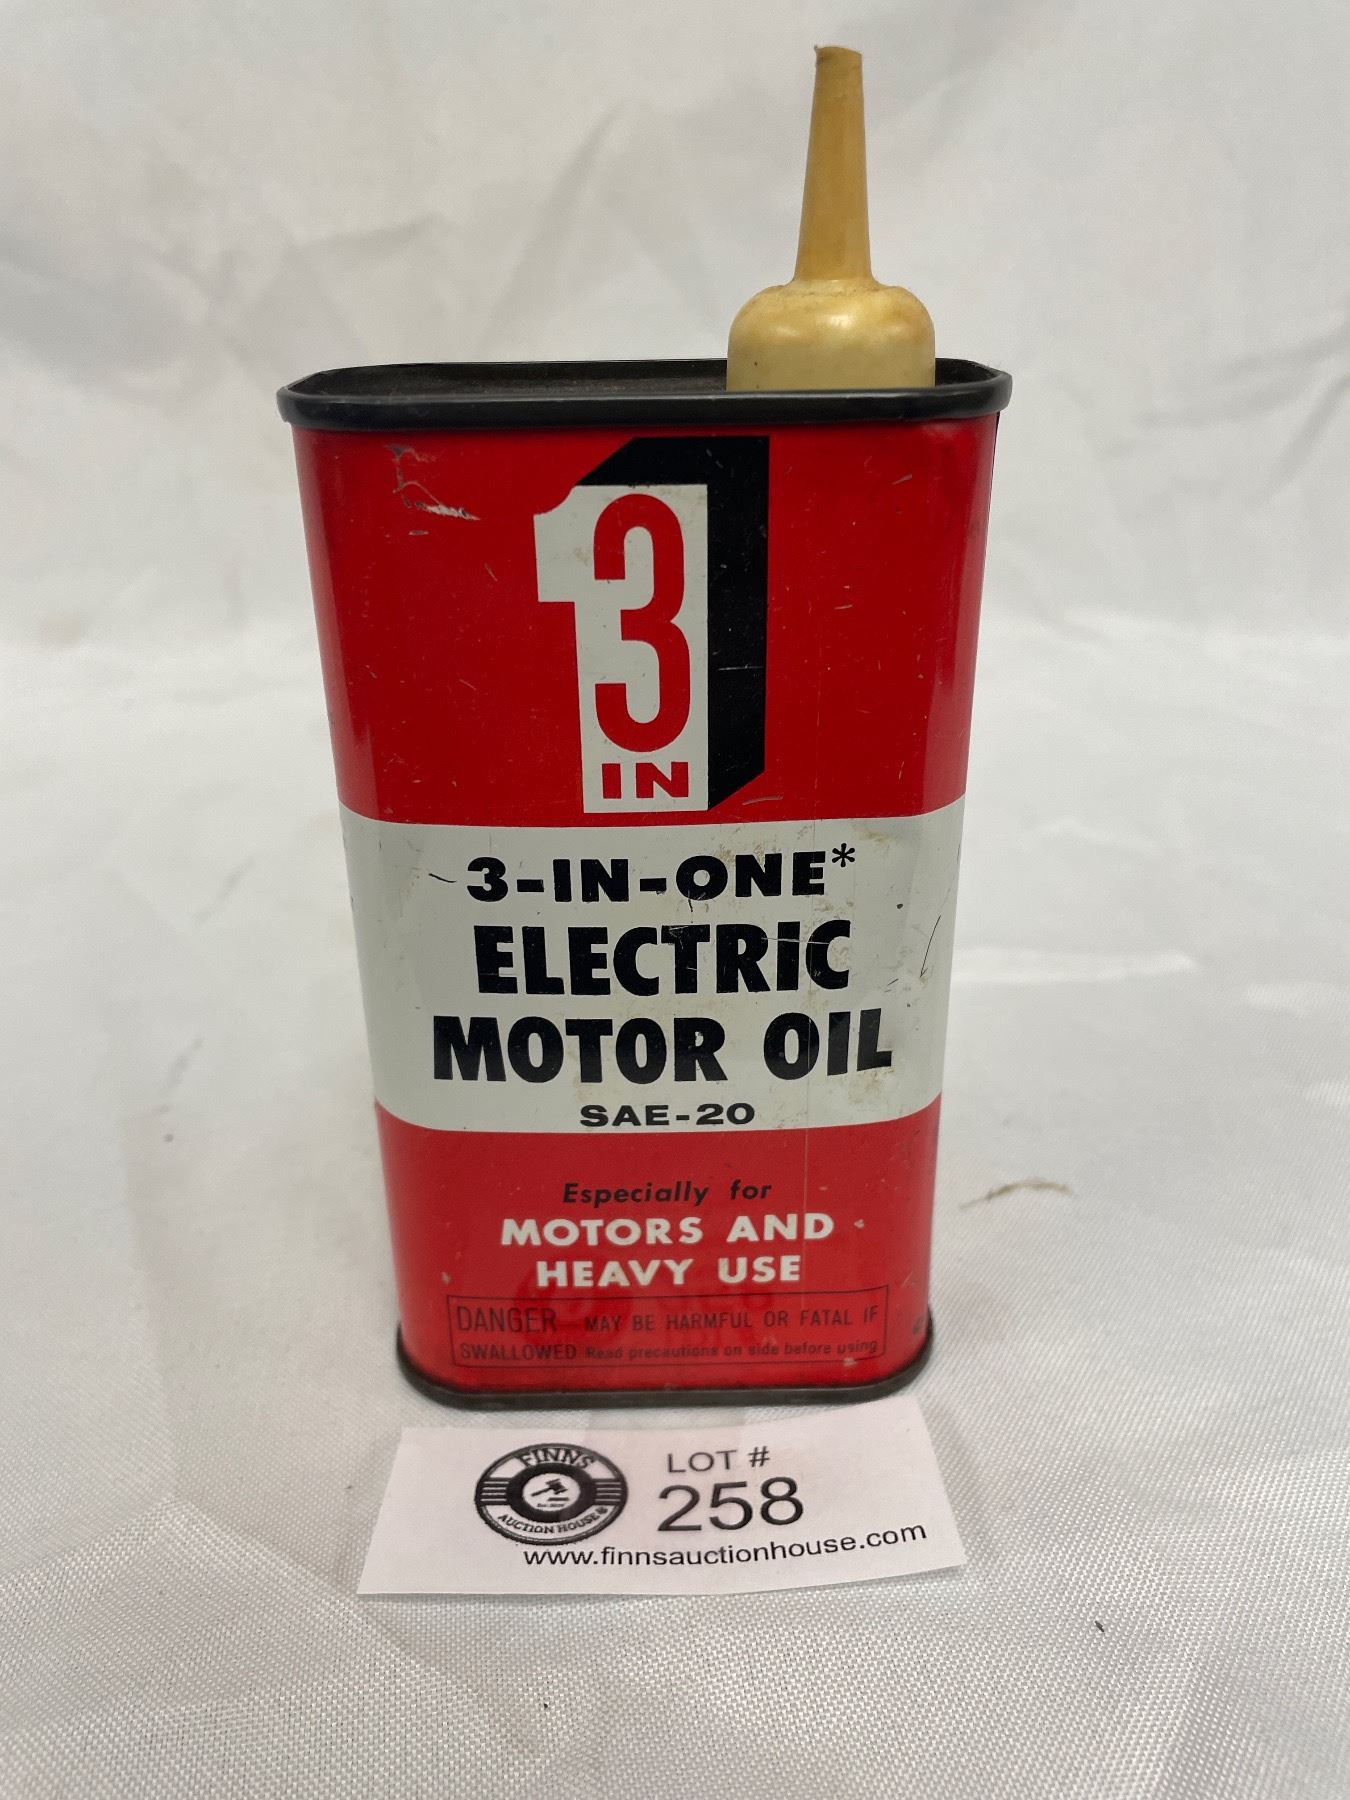 3
IN
3-IN-ONE*
ELECTRIC
MOTOR OIL
SAE-20
Especially for
MOTORS AND
HEAVY USE
DANGER MAY BE HARMFUL OR FATAL IF
SWALLOWED Read precautions on side before using
FINNS
AUCTION HOUSE
LOT #
258
www.finnsauctionhouse.com